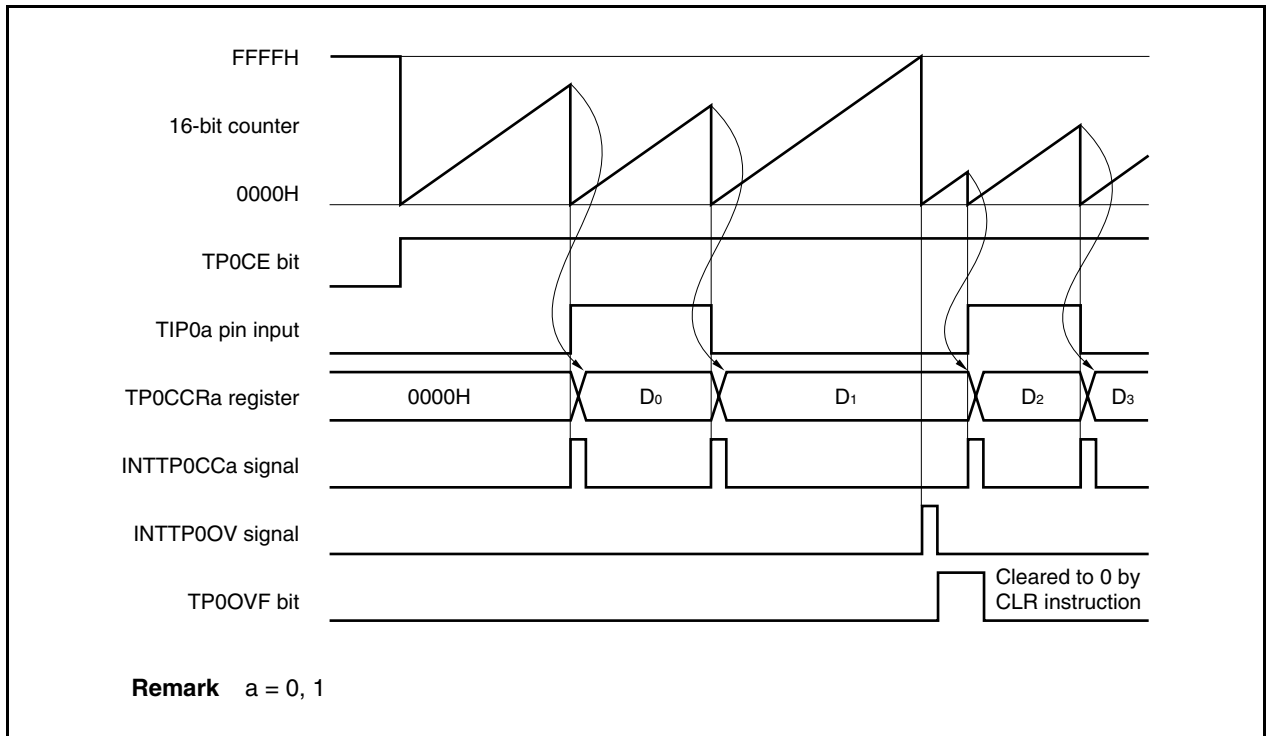 FFFFH
16-bit counter
0000H
TP0CE bit
TIP0a pin input
TP0CCRa register
0000H
D0
D1
D2
D3
INTTP0CCa signal
INTTP0OV signal
TP0OVF bit
Cleared to 0 by
CLR instruction
Remark a = 0, 1